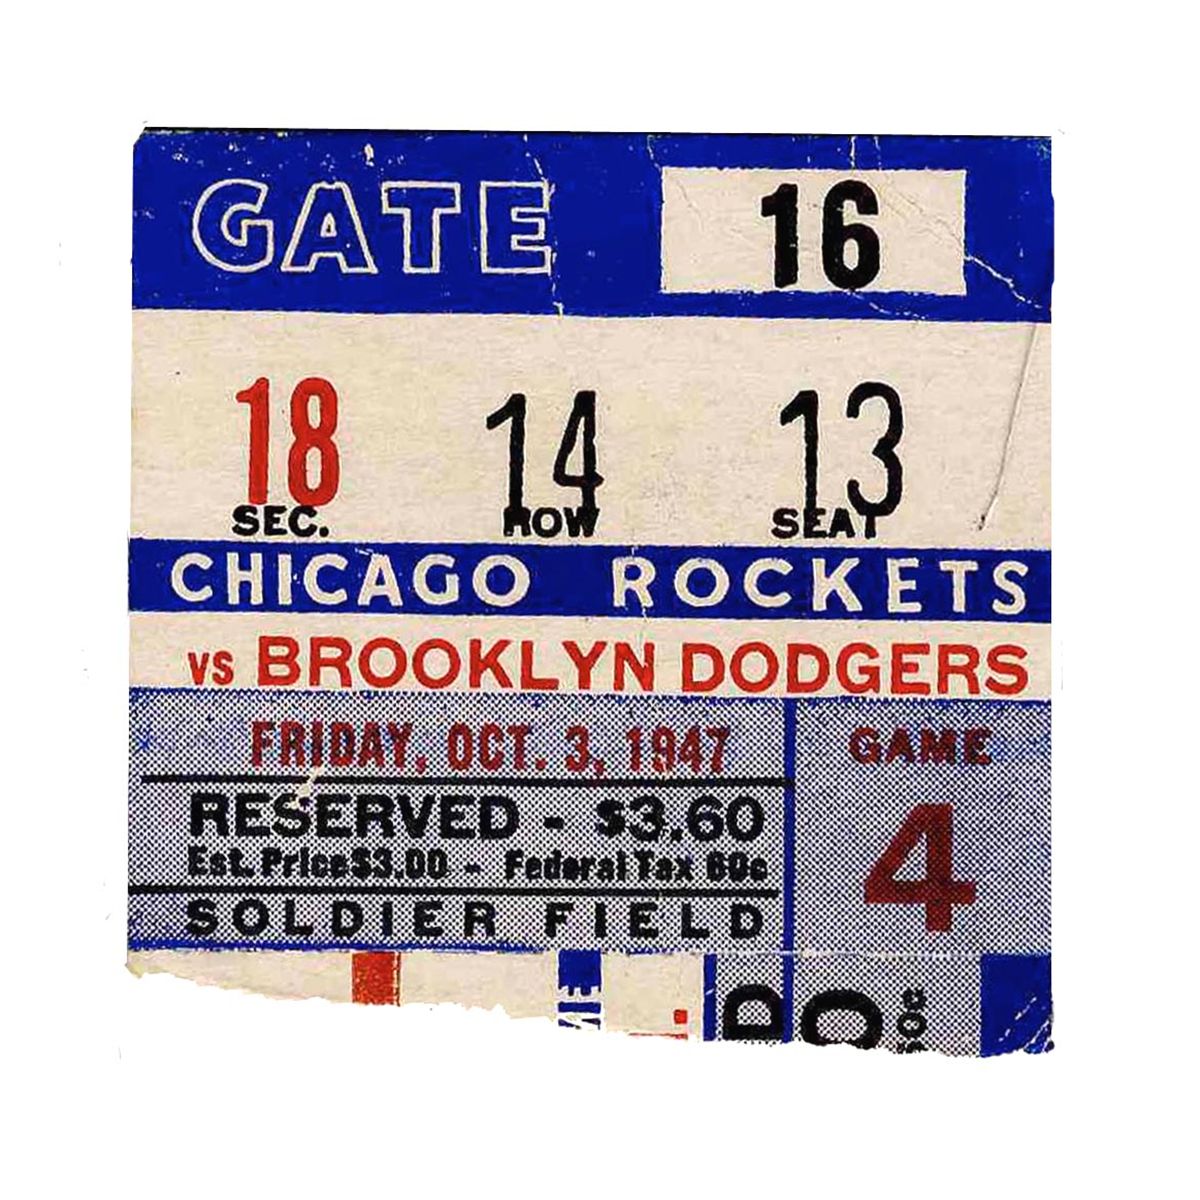 GATE 16
18 14 13
SEC. ROW SEAT
CHICAGO ROCKETS
vs BROOKLYN DODGERS
FRIDAY, OCT. 3, 1947
GAME
4
RESERVED - $3.60
Est. Price $3.00 - Federal Tax 60c
SOLDIER FIELD